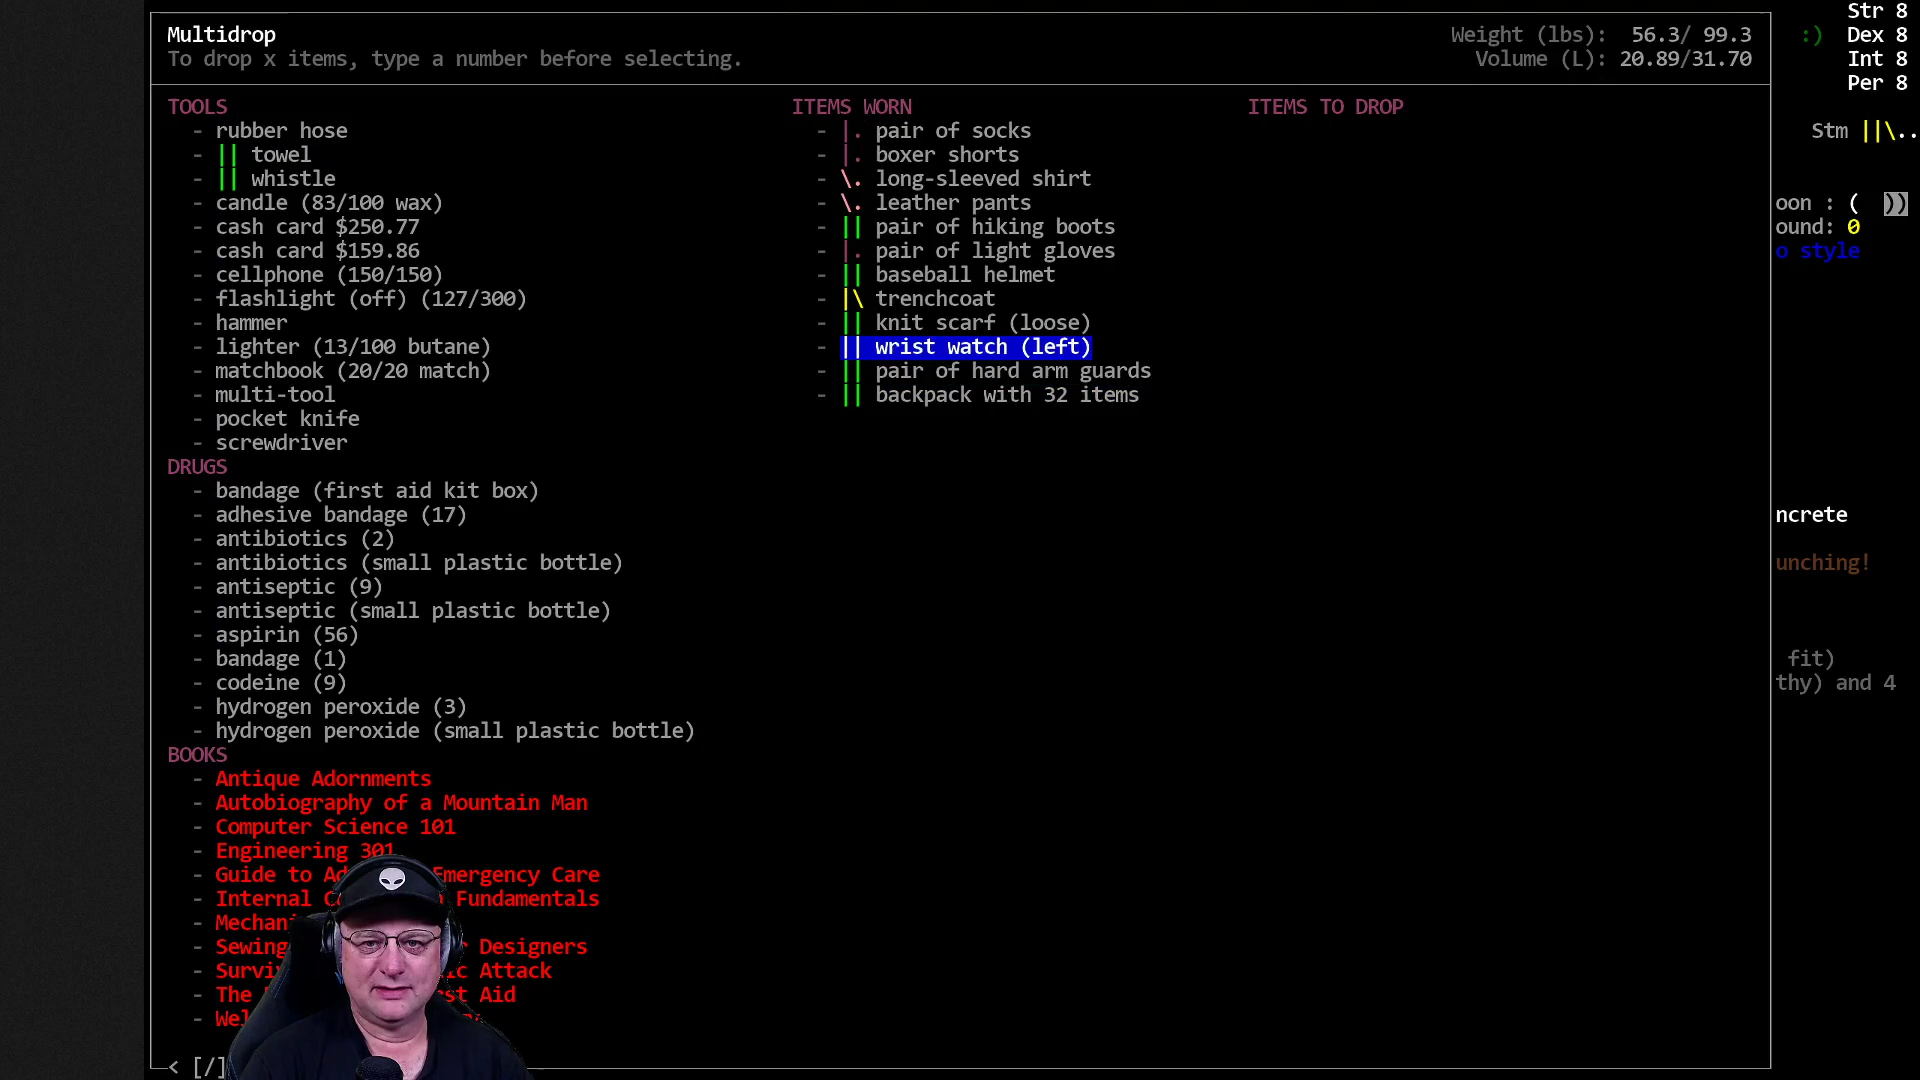 Multidrop
To drop x items, type a number before selecting.
Weight (lbs): 56.3/ 99.3
Volume (L): 20.89/31.70
TOOLS
- rubber hose
- || towel
- || whistle
- candle (83/100 wax)
- cash card $250.77
- cash card $159.86
- cellphone (150/150)
- flashlight (off) (127/300)
- hammer
- lighter (13/100 butane)
- matchbook (20/20 match)
- multi-tool
- pocket knife
- screwdriver
DRUGS
- bandage (first aid kit box)
- adhesive bandage (17)
- antibiotics (2)
- antibiotics (small plastic bottle)
- antiseptic (9)
- antiseptic (small plastic bottle)
- aspirin (56)
- bandage (1)
- codeine (9)
- hydrogen peroxide (3)
- hydrogen peroxide (small plastic bottle)
BOOKS
- Antique Adornments
- Autobiography of a Mountain Man
- Computer Science 101
- Engineering 301
- Guide to Emergency Care
- Internal Fundamentals
-
- Designers
- Attack
- The Aid
-
< [/]
ITEMS WORN
- |. pair of socks
- |. boxer shorts
- \. long-sleeved shirt
- \. leather pants
- || pair of hiking boots
- |. pair of light gloves
- || baseball helmet
- |\ trenchcoat
- || knit scarf (loose)
- || wrist watch (left)
- || pair of hard arm guards
- || backpack with 32 items
ITEMS TO DROP
Str 8
:) Dex 8
Int 8
Per 8
Stm ||\..
oon : ( ))
ound: 0
o style
ncrete
unching!
fit)
thy) and 4